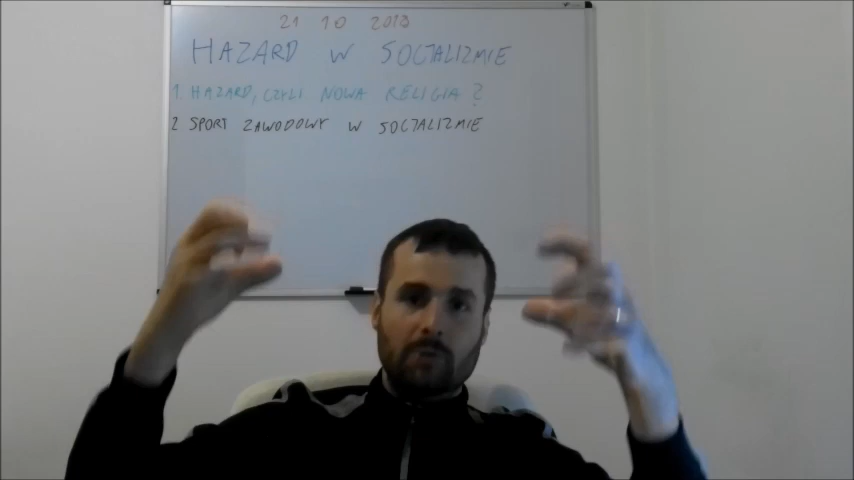 21 10 2018
HAZARD W SOCJALIZMIE
1. HAZARD, CZYLI NOWA RELIGIA?
2 SPORT ZAWODOWY W SOCJALIZMIE